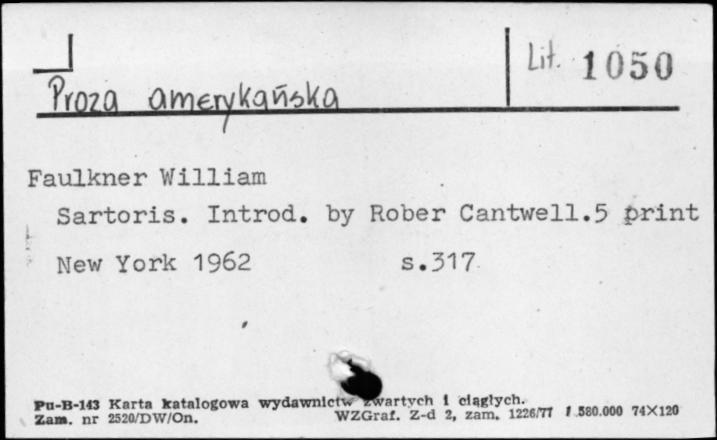 Lit. 1050
Proza amerykańska
Faulkner William
Sartoris. Introd. by Rober Cantwell.5 print
New York 1962 s.317
Pu-B-143 Karta katalogowa wydawnictw zwartych i ciągłych.
Zam. nr 2520/DW/On. WZGraf. Z-d 2, zam. 1226/77 1.580.000 74×120